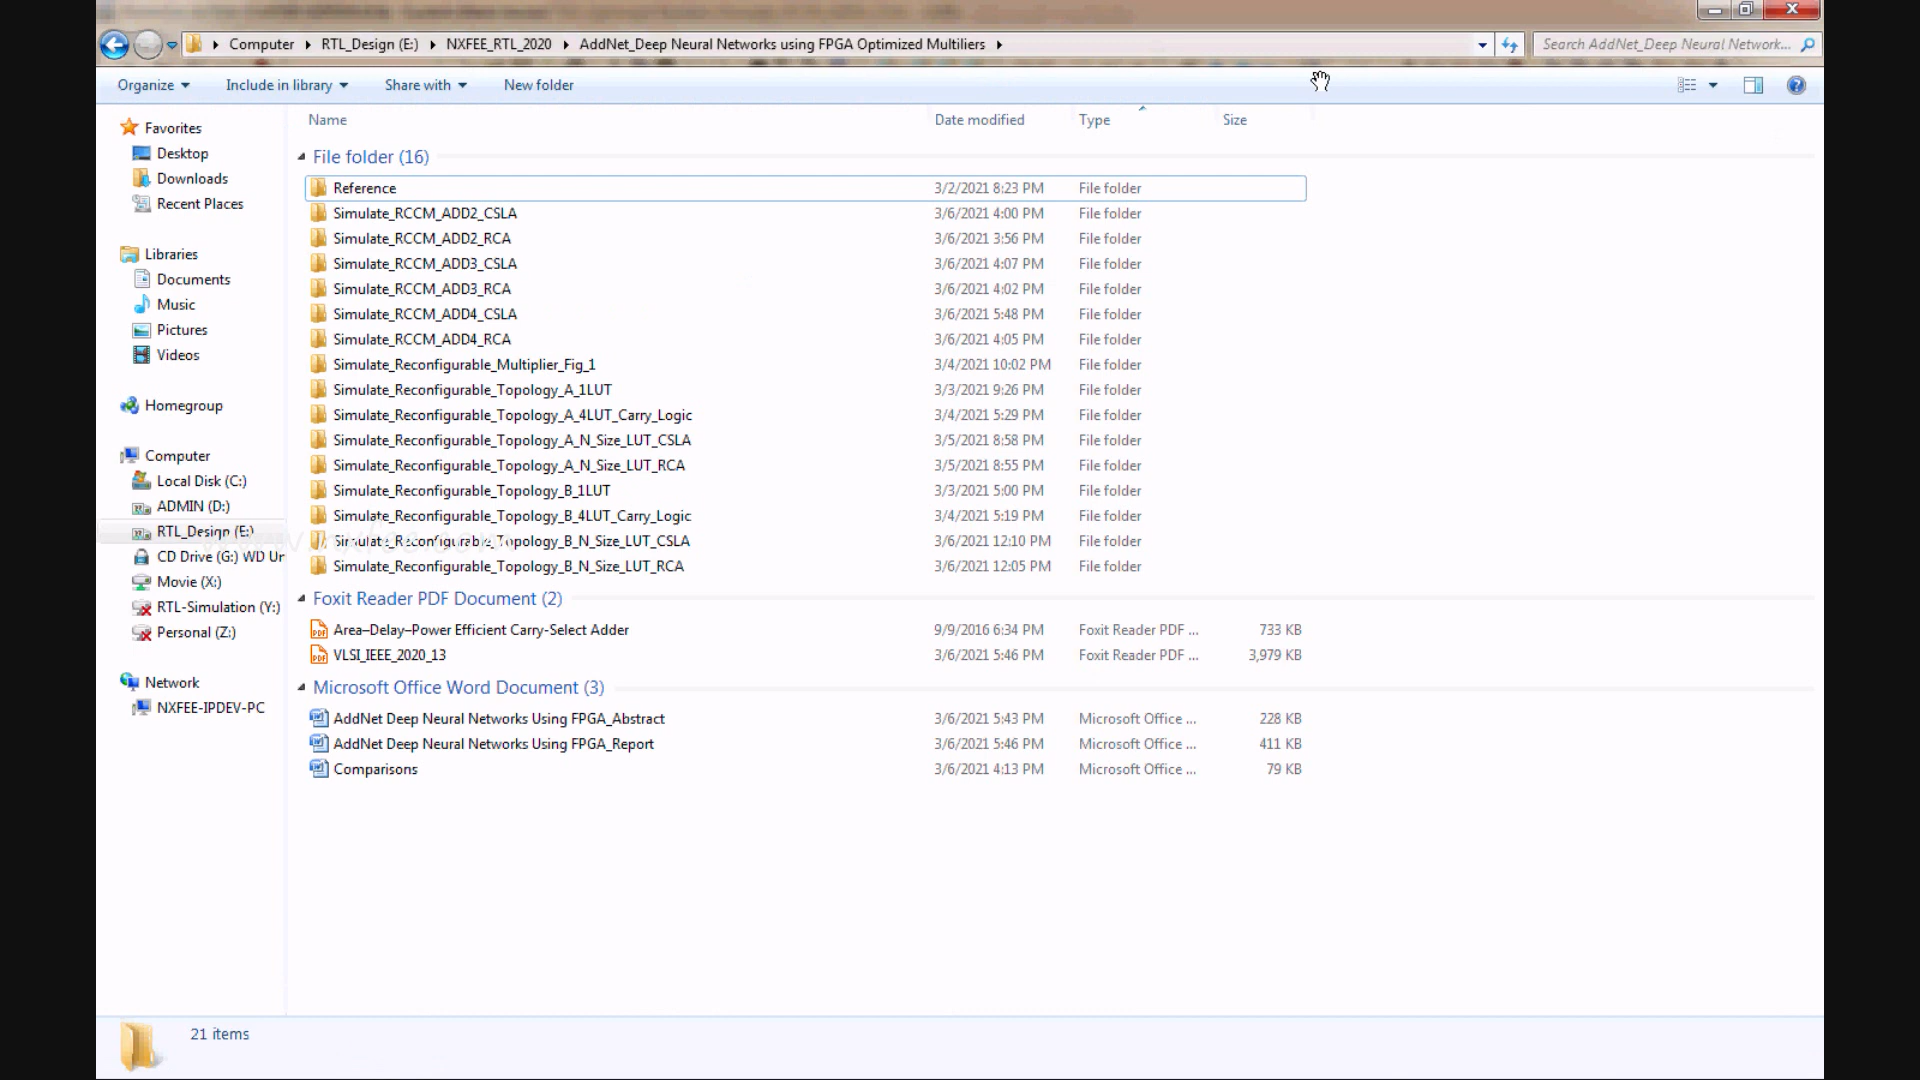 Computer ▸ RTL_Design (E:) ▸ NXFEE_RTL_2020 ▸ AddNet_Deep Neural Networks using FPGA Optimized Multiliers ▸
Search AddNet_Deep Neural Network...
Organize Include in library Share with New folder
Name Date modified Type Size
Favorites
Desktop
Downloads
Recent Places
Libraries
Documents
Music
Pictures
Videos
Homegroup
Computer
Local Disk (C:)
ADMIN (D:)
RTL_Design (E:)
CD Drive (G:) WD Un
Movie (X:)
RTL-Simulation (Y:)
Personal (Z:)
Network
NXFEE-IPDEV-PC
File folder (16)
Reference 3/2/2021 8:23 PM File folder
Simulate_RCCM_ADD2_CSLA 3/6/2021 4:00 PM File folder
Simulate_RCCM_ADD2_RCA 3/6/2021 3:56 PM File folder
Simulate_RCCM_ADD3_CSLA 3/6/2021 4:07 PM File folder
Simulate_RCCM_ADD3_RCA 3/6/2021 4:02 PM File folder
Simulate_RCCM_ADD4_CSLA 3/6/2021 5:48 PM File folder
Simulate_RCCM_ADD4_RCA 3/6/2021 4:05 PM File folder
Simulate_Reconfigurable_Multiplier_Fig_1 3/4/2021 10:02 PM File folder
Simulate_Reconfigurable_Topology_A_1LUT 3/3/2021 9:26 PM File folder
Simulate_Reconfigurable_Topology_A_4LUT_Carry_Logic 3/4/2021 5:29 PM File folder
Simulate_Reconfigurable_Topology_A_N_Size_LUT_CSLA 3/5/2021 8:58 PM File folder
Simulate_Reconfigurable_Topology_A_N_Size_LUT_RCA 3/5/2021 8:55 PM File folder
Simulate_Reconfigurable_Topology_B_1LUT 3/3/2021 5:00 PM File folder
Simulate_Reconfigurable_Topology_B_4LUT_Carry_Logic 3/4/2021 5:19 PM File folder
Simulate_Reconfigurable_Topology_B_N_Size_LUT_CSLA 3/6/2021 12:10 PM File folder
Simulate_Reconfigurable_Topology_B_N_Size_LUT_RCA 3/6/2021 12:05 PM File folder
Foxit Reader PDF Document (2)
Area–Delay–Power Efficient Carry-Select Adder 9/9/2016 6:34 PM Foxit Reader PDF ... 733 KB
VLSI_IEEE_2020_13 3/6/2021 5:46 PM Foxit Reader PDF ... 3,979 KB
Microsoft Office Word Document (3)
AddNet Deep Neural Networks Using FPGA_Abstract 3/6/2021 5:43 PM Microsoft Office ... 228 KB
AddNet Deep Neural Networks Using FPGA_Report 3/6/2021 5:46 PM Microsoft Office ... 411 KB
Comparisons 3/6/2021 4:13 PM Microsoft Office ... 79 KB
21 items